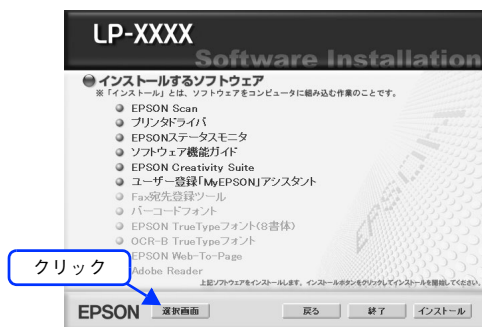 LP-XXXX
Software Installation
インストールするソフトウェア
※「インストール」とは、ソフトウェアをコンピュータに組み込む作業のことです。
EPSON Scan
プリンタドライバ
EPSONステータスモニタ
ソフトウェア機能ガイド
EPSON Creativity Suite
ユーザー登録「MyEPSON」アシスタント
Fax宛先登録ツール
バーコードフォント
EPSON TrueTypeフォント(8書体)
OCR-B TrueTypeフォント
EPSON Web-To-Page
Adobe Reader
クリック
上記ソフトウェアをインストールします。インストールボタンをクリックしてインストールを開始してください。
EPSON 選択画面 戻る 終了 インストール